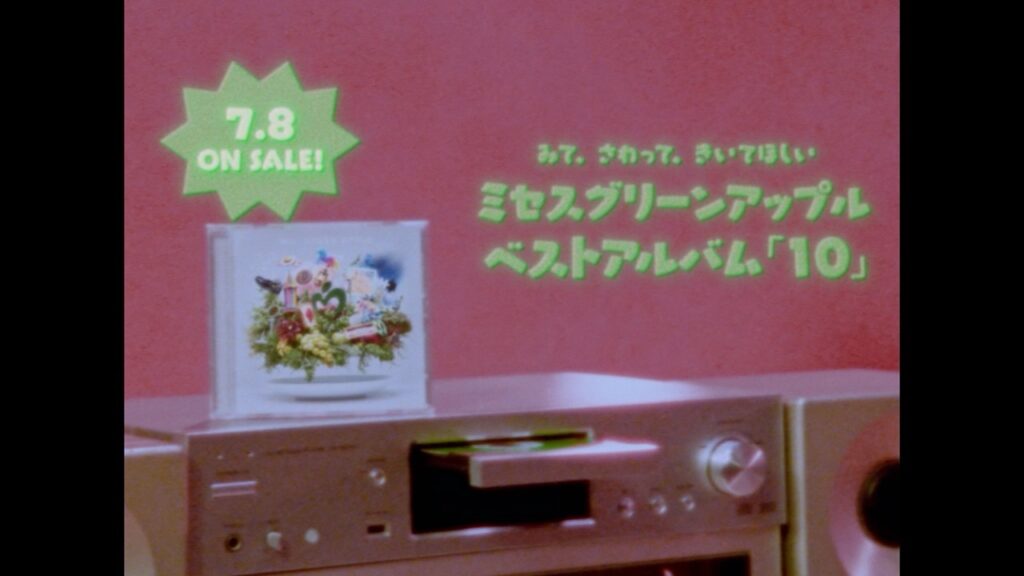 7.8
ON SALE!
みて、さわって、きいてほしい
ミセスグリーンアップル
ベストアルバム「10」